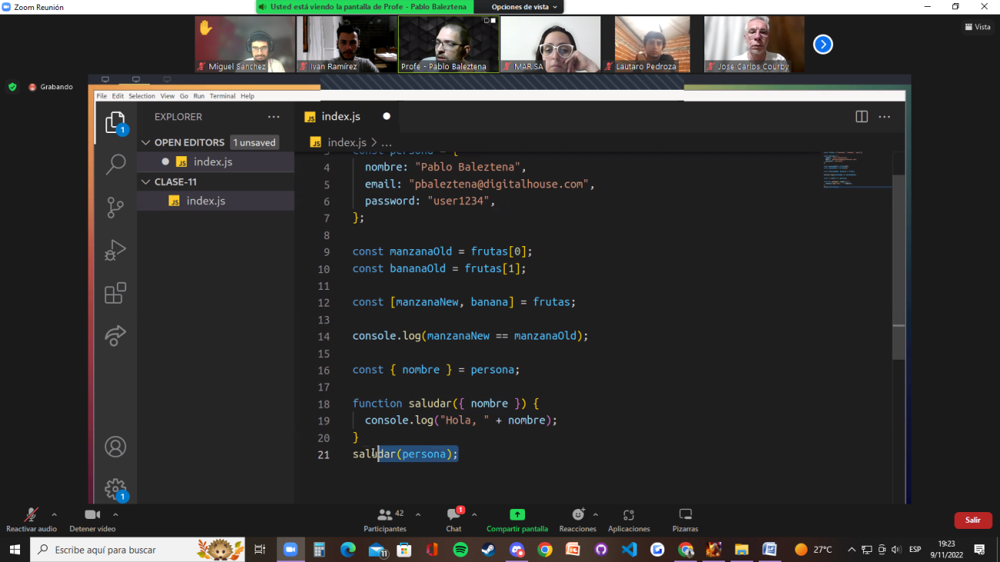 Zoom Reunión
Usted está viendo la pantalla de Profe - Pablo Baleztena
Opciones de vista
Vista
Miguel Sánchez
Ivan Ramírez
Profe - Pablo Baleztena
MARISA
Lautaro Pedroza
Jose Carlos Courby
Grabando
File Edit Selection View Go Run Terminal Help
EXPLORER
index.js
OPEN EDITORS 1 unsaved
index.js
CLASE-11
index.js
index.js > ...
3 const persona = {
4 nombre: "Pablo Baleztena",
5 email: "pbaleztena@digitalhouse.com",
6 password: "user1234",
7 };
8
9 const manzanaOld = frutas[0];
10 const bananaOld = frutas[1];
11
12 const [manzanaNew, banana] = frutas;
13
14 console.log(manzanaNew == manzanaOld);
15
16 const { nombre } = persona;
17
18 function saludar({ nombre }) {
19 console.log("Hola, " + nombre);
20 }
21 saludar(persona);
1
1
Reactivar audio
Detener video
42
Participantes
1
Chat
Compartir pantalla
Reacciones
Aplicaciones
Pizarras
Salir
Escribe aquí para buscar
11
27°C
ESP
19:23
9/11/2022